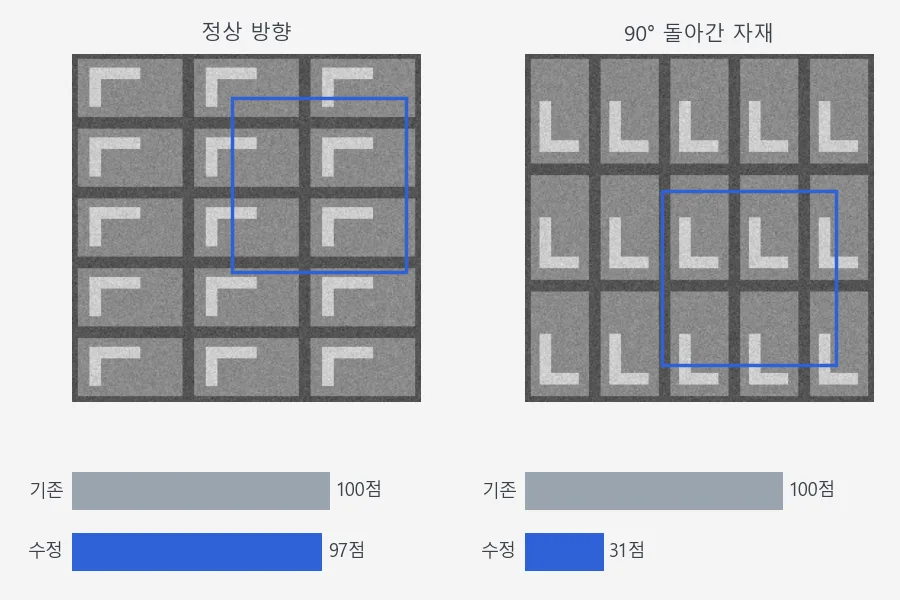 정상 방향
90° 돌아간 자재
기존 100점
수정 97점
기존 100점
수정 31점